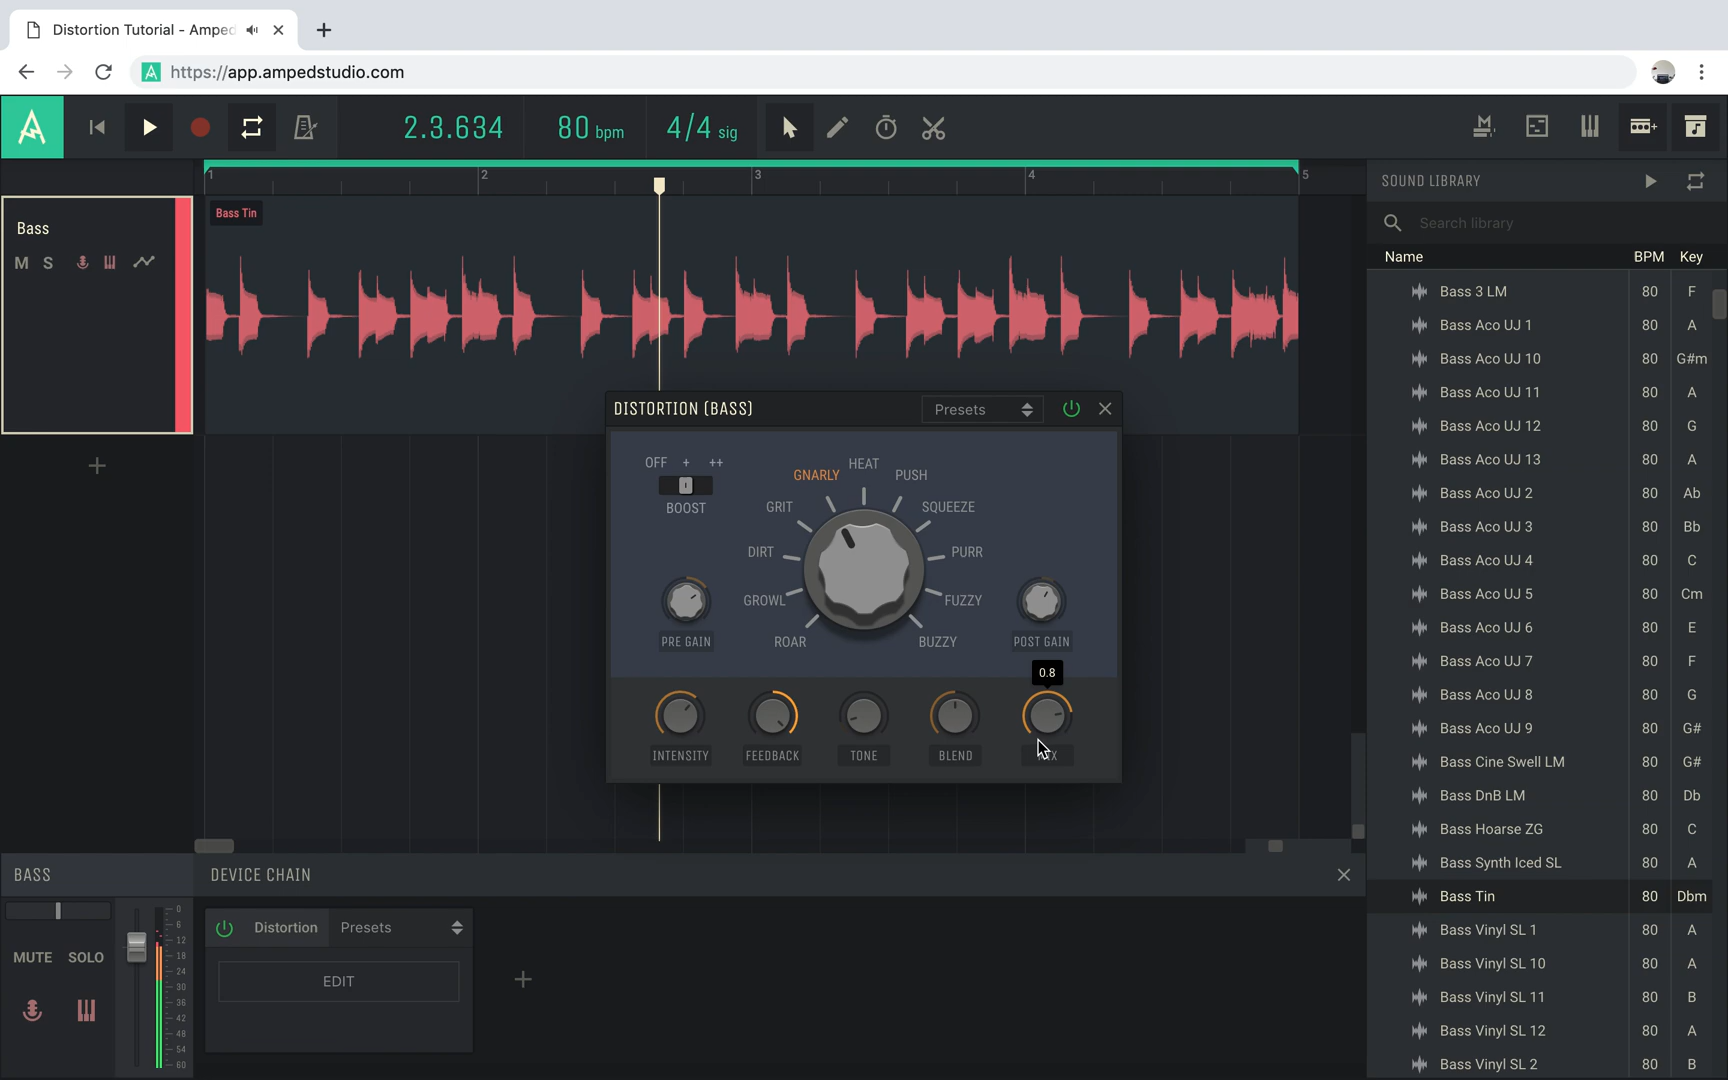 Distortion Tutorial - Amped
https://app.ampedstudio.com
2.3.634
80 bpm
4/4 sig
1
2
3
4
5
SOUND LIBRARY
Search library
Name BPM Key
Bass
M S
Bass Tin
Bass 3 LM 80 F
Bass Aco UJ 1 80 A
Bass Aco UJ 10 80 G#m
Bass Aco UJ 11 80 A
Bass Aco UJ 12 80 G
Bass Aco UJ 13 80 A
Bass Aco UJ 2 80 Ab
Bass Aco UJ 3 80 Bb
Bass Aco UJ 4 80 C
Bass Aco UJ 5 80 Cm
Bass Aco UJ 6 80 E
Bass Aco UJ 7 80 F
Bass Aco UJ 8 80 G
Bass Aco UJ 9 80 G#
Bass Cine Swell LM 80 G#
Bass DnB LM 80 Db
Bass Hoarse ZG 80 C
Bass Synth Iced SL 80 A
Bass Tin 80 Dbm
Bass Vinyl SL 1 80 A
Bass Vinyl SL 10 80 A
Bass Vinyl SL 11 80 B
Bass Vinyl SL 12 80 A
Bass Vinyl SL 2 80 B
DISTORTION (BASS)
Presets
OFF + ++
BOOST
ROAR
GROWL
DIRT
GRIT
GNARLY
HEAT
PUSH
SQUEEZE
PURR
FUZZY
BUZZY
PRE GAIN
POST GAIN
0.8
INTENSITY
FEEDBACK
TONE
BLEND
BASS
DEVICE CHAIN
MUTE SOLO
0
6
12
18
24
30
36
42
48
54
60
Distortion
Presets
EDIT